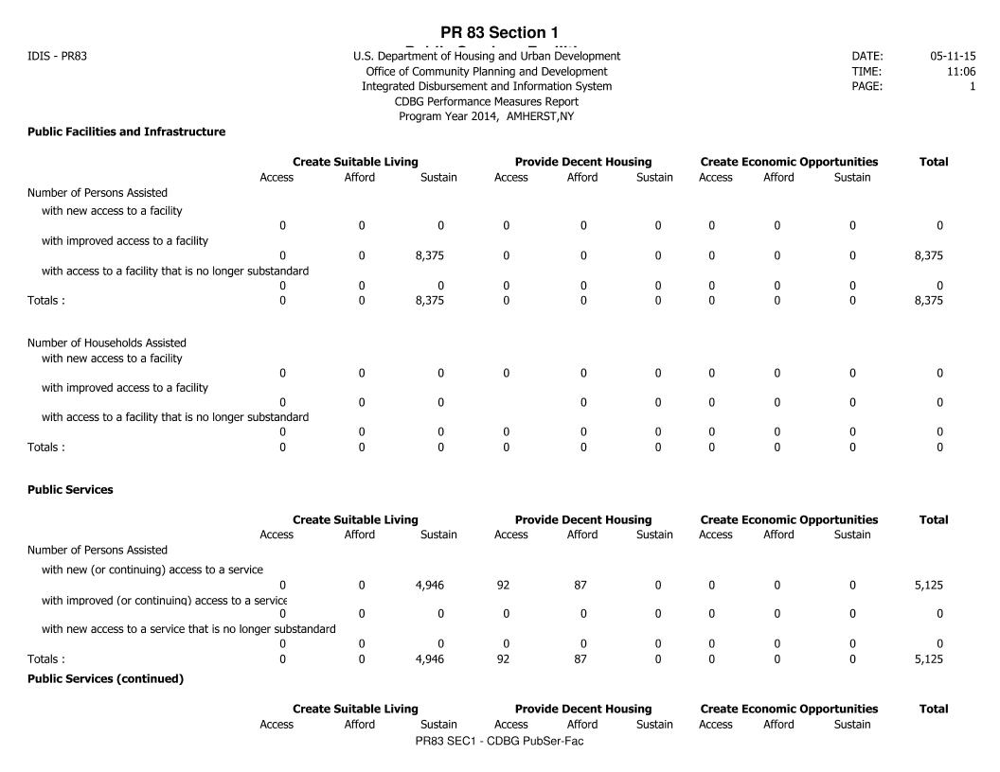 PR 83 Section 1
IDIS - PR83 U.S. Department of Housing and Urban Development DATE: 05-11-15
Office of Community Planning and Development TIME: 11:06
Integrated Disbursement and Information System PAGE: 1
CDBG Performance Measures Report
Program Year 2014, AMHERST,NY
Public Facilities and Infrastructure
Create Suitable Living Provide Decent Housing Create Economic Opportunities Total
Access Afford Sustain Access Afford Sustain Access Afford Sustain
Number of Persons Assisted
with new access to a facility
0 0 0 0 0 0 0 0 0 0
with improved access to a facility
0 0 8,375 0 0 0 0 0 0 8,375
with access to a facility that is no longer substandard
0 0 0 0 0 0 0 0 0 0
Totals : 0 0 8,375 0 0 0 0 0 0 8,375
Number of Households Assisted
with new access to a facility
0 0 0 0 0 0 0 0 0 0
with improved access to a facility
0 0 0 0 0 0 0 0 0
with access to a facility that is no longer substandard
0 0 0 0 0 0 0 0 0 0
Totals : 0 0 0 0 0 0 0 0 0 0
Public Services
Create Suitable Living Provide Decent Housing Create Economic Opportunities Total
Access Afford Sustain Access Afford Sustain Access Afford Sustain
Number of Persons Assisted
with new (or continuing) access to a service
0 0 4,946 92 87 0 0 0 0 5,125
with improved (or continuing) access to a service
0 0 0 0 0 0 0 0 0 0
with new access to a service that is no longer substandard
0 0 0 0 0 0 0 0 0 0
Totals : 0 0 4,946 92 87 0 0 0 0 5,125
Public Services (continued)
Create Suitable Living Provide Decent Housing Create Economic Opportunities Total
Access Afford Sustain Access Afford Sustain Access Afford Sustain
PR83 SEC1 - CDBG PubSer-Fac